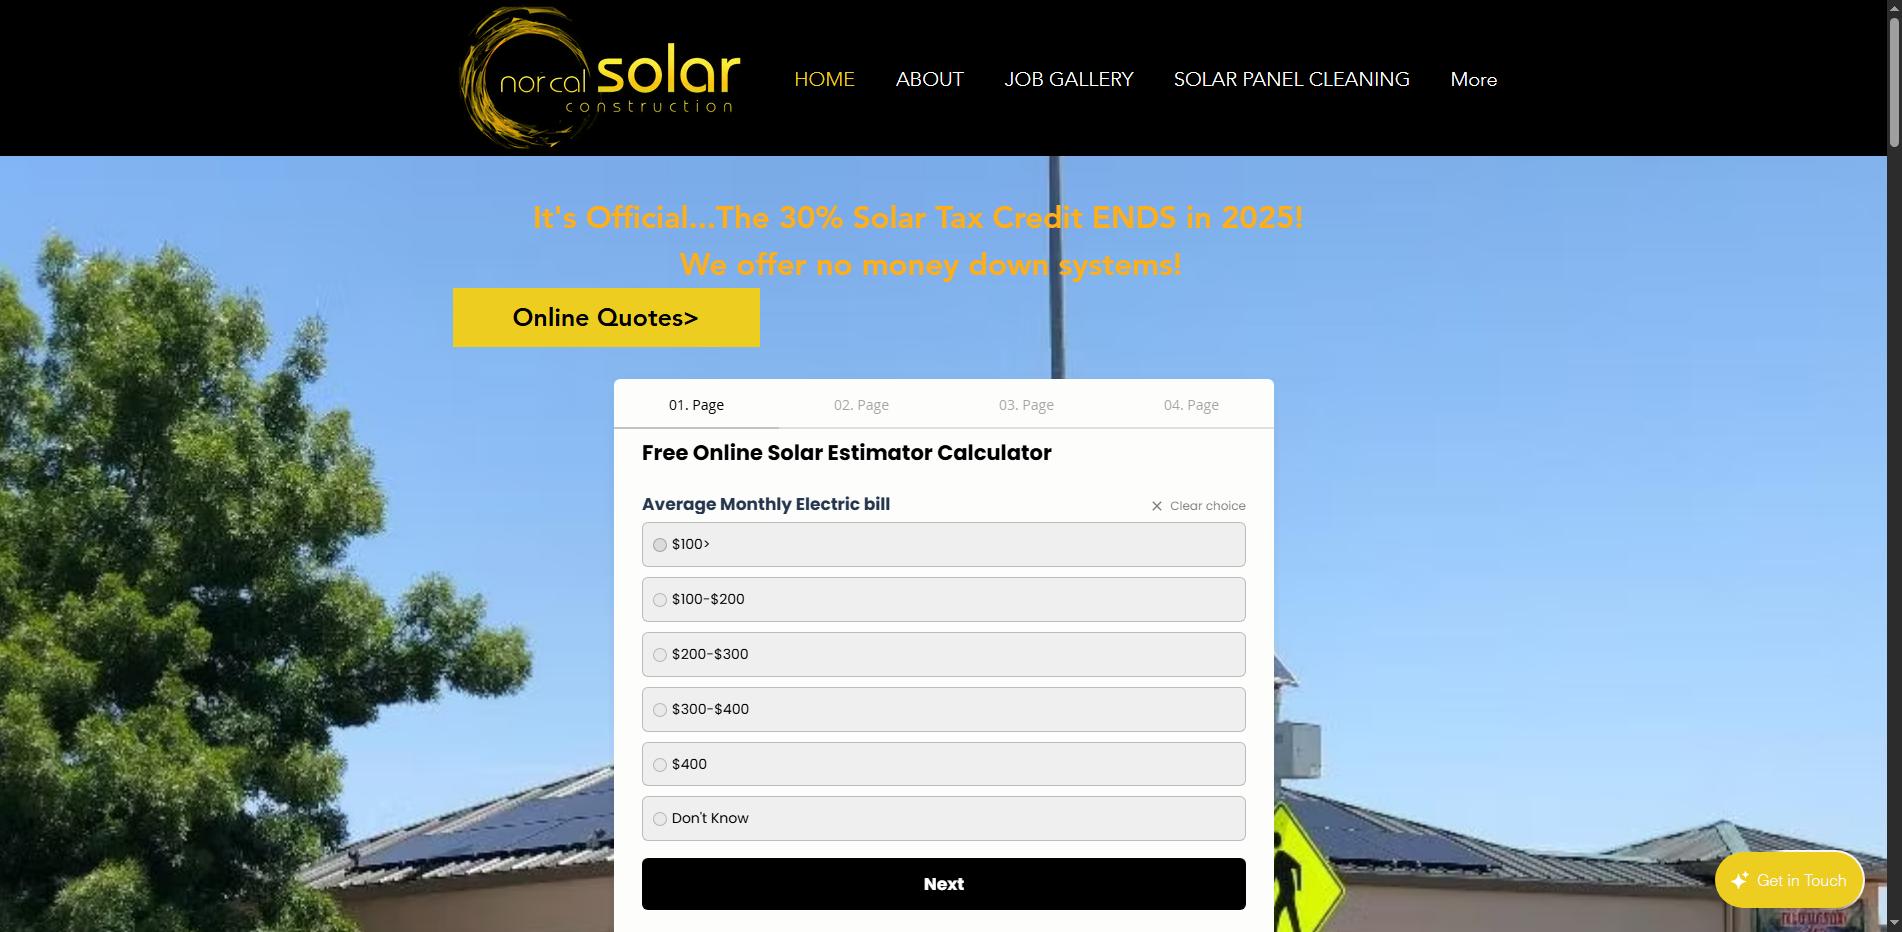 nor cal solar
construction
HOME
ABOUT
JOB GALLERY
SOLAR PANEL CLEANING
More
It's Official...The 30% Solar Tax Credit ENDS in 2025!
We offer no money down systems!
Online Quotes>
01. Page
02. Page
03. Page
04. Page
Free Online Solar Estimator Calculator
Average Monthly Electric bill
Clear choice
$100>
$100-$200
$200-$300
$300-$400
$400
Don't Know
Next
Get in Touch